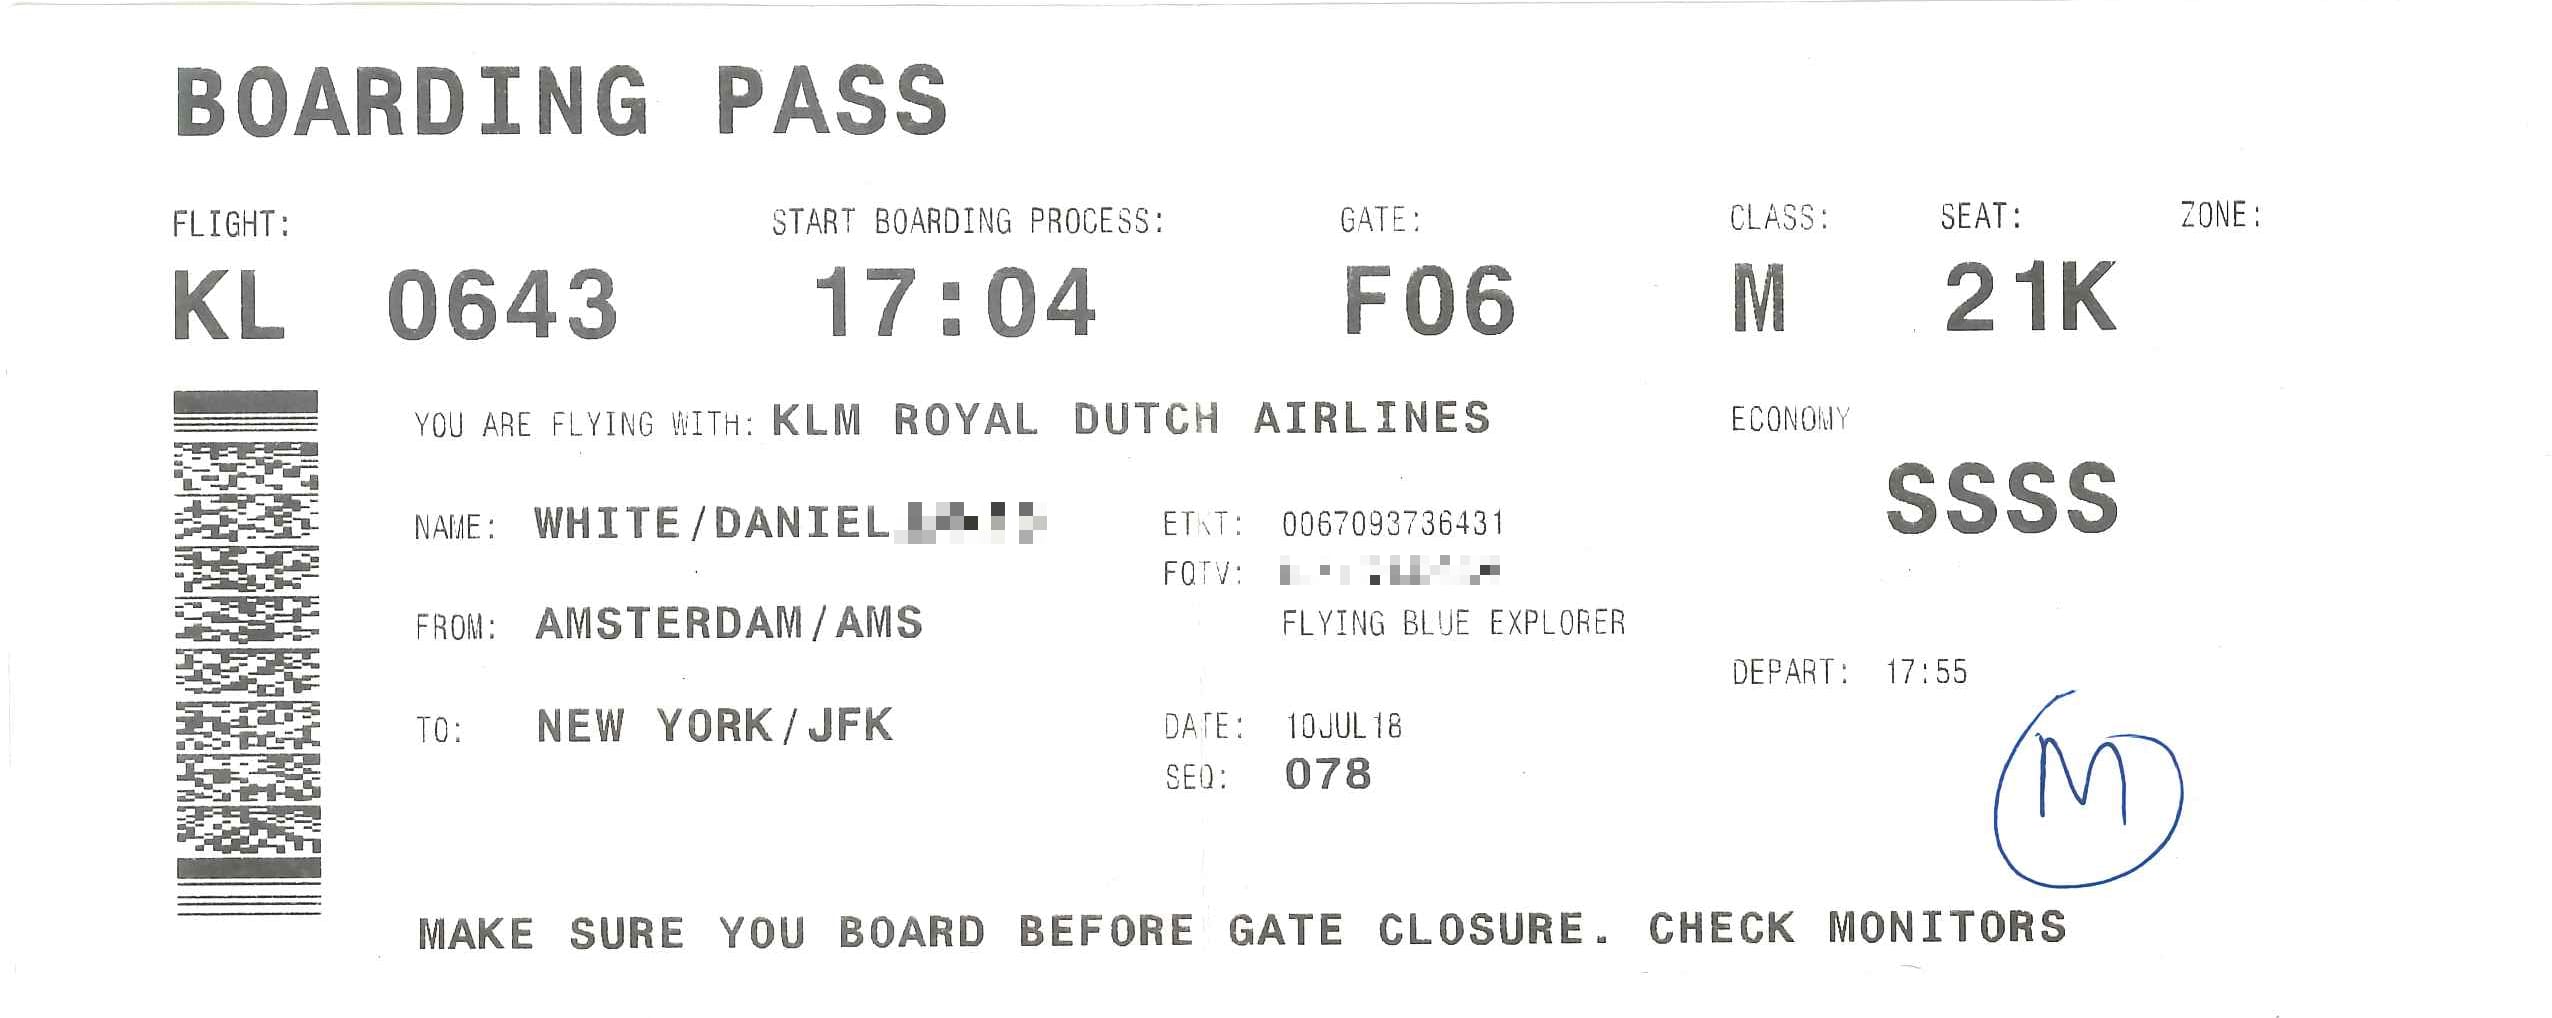 BOARDING PASS
FLIGHT: START BOARDING PROCESS: GATE: CLASS: SEAT: ZONE:
KL 0643 17:04 F06 M 21K
YOU ARE FLYING WITH: KLM ROYAL DUTCH AIRLINES ECONOMY
SSSS
NAME: WHITE/DANIEL ETKT: 0067093736431
FQTV:
FROM: AMSTERDAM/AMS FLYING BLUE EXPLORER
DEPART: 17:55
TO: NEW YORK/JFK DATE: 10JUL18
SEQ: 078
M
MAKE SURE YOU BOARD BEFORE GATE CLOSURE. CHECK MONITORS